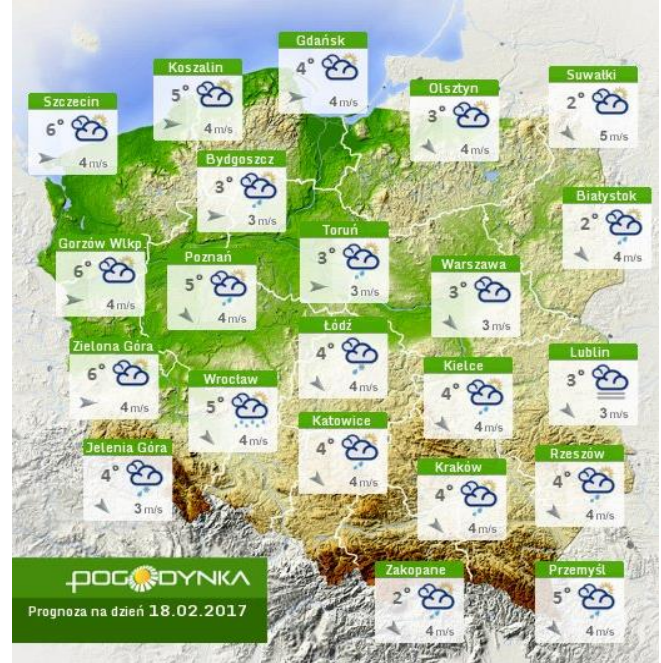 Gdańsk
4°
4 m/s
Koszalin
5°
4 m/s
Suwałki
2°
5 m/s
Olsztyn
3°
4 m/s
Szczecin
6°
4 m/s
Bydgoszcz
3°
3 m/s
Białystok
2°
4 m/s
Toruń
3°
3 m/s
Gorzów Wlkp
6°
4 m/s
Poznań
5°
4 m/s
Warszawa
3°
3 m/s
Łódź
4°
4 m/s
Zielona Góra
6°
4 m/s
Lublin
3°
3 m/s
Kielce
4°
4 m/s
Wrocław
5°
4 m/s
Katowice
4°
4 m/s
Jelenia Góra
4°
3 m/s
Rzeszów
4°
4 m/s
Kraków
4°
4 m/s
Zakopane
2°
4 m/s
Przemyśl
5°
4 m/s
POGODYNKA
Prognoza na dzień 18.02.2017